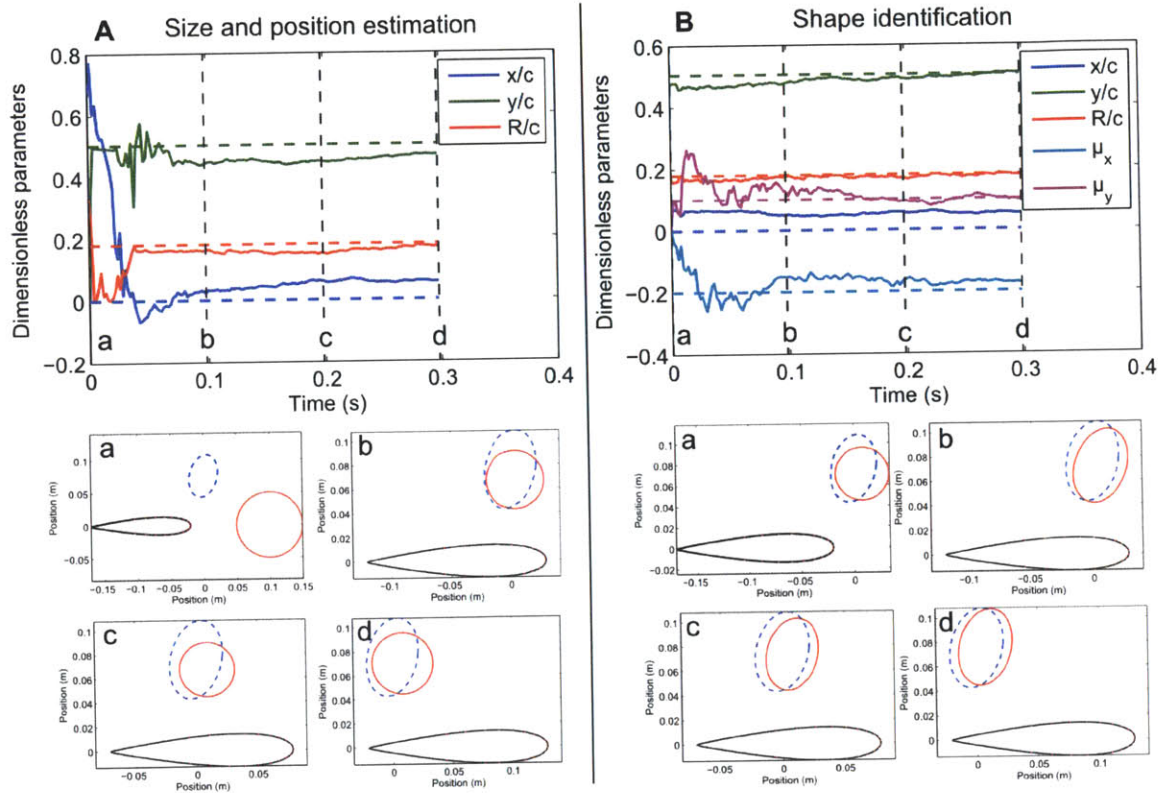 A Size and position estimation
Dimensionless parameters
0.8
0.6
0.4
0.2
0
−0.2
x/c
y/c
R/c
a b c d
0 0.1 0.2 0.3 0.4
Time (s)
B Shape identification
Dimensionless parameters
0.6
0.4
0.2
0
−0.2
−0.4
x/c
y/c
R/c
μx
μy
a b c d
0 0.1 0.2 0.3 0.4
Time (s)
a
Position (m)
0.1
0.05
0
−0.05
−0.15 −0.1 −0.05 0 0.05 0.1 0.15
Position (m)
b
Position (m)
0.1
0.08
0.06
0.04
0.02
0
−0.1 −0.05 0
Position (m)
c
Position (m)
0.1
0.08
0.06
0.04
0.02
0
−0.05 0 0.05
Position (m)
d
Position (m)
0.1
0.08
0.06
0.04
0.02
0
0 0.05 0.1
Position (m)
a
Position (m)
0.1
0.08
0.06
0.04
0.02
0
−0.02
−0.15 −0.1 −0.05 0
Position (m)
b
Position (m)
0.1
0.08
0.06
0.04
0.02
0
−0.1 −0.05 0
Position (m)
c
Position (m)
0.1
0.08
0.06
0.04
0.02
0
−0.05 0 0.05
Position (m)
d
Position (m)
0.1
0.08
0.06
0.04
0.02
0
0 0.05 0.1
Position (m)